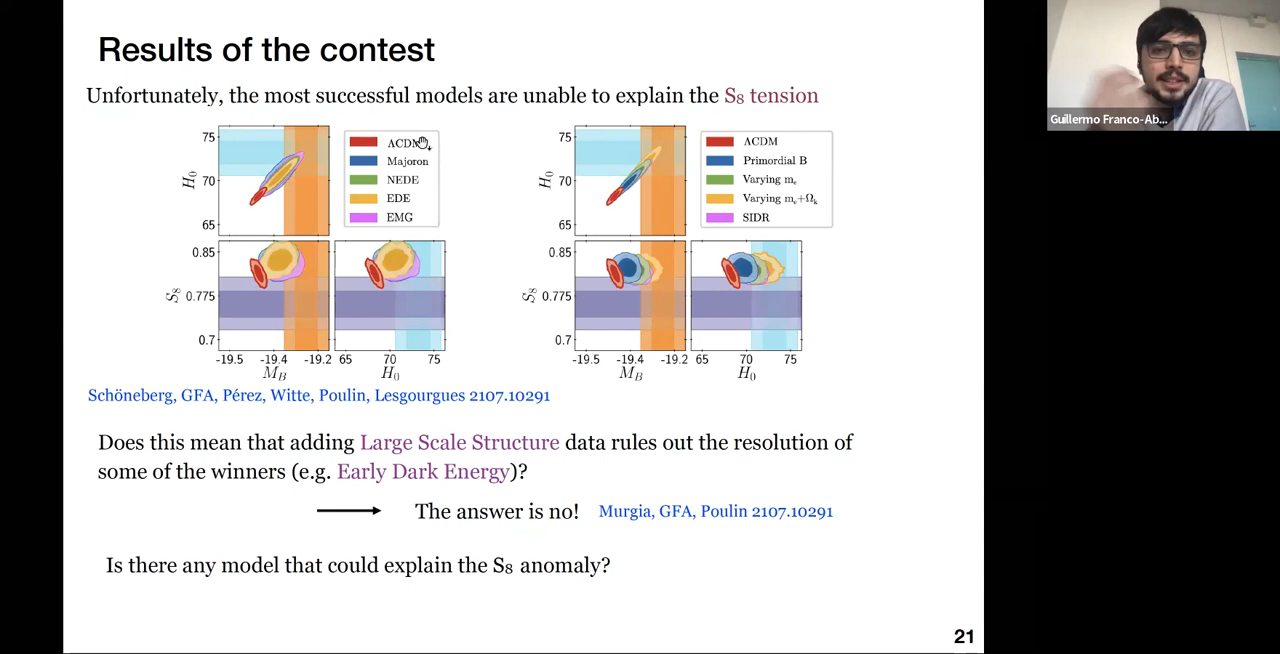 Results of the contest
Unfortunately, the most successful models are unable to explain the S₈ tension
75
70
65
H₀
ΛCDM
Majoron
NEDE
EDE
EMG
0.85
0.775
0.7
S₈
-19.5 -19.4 -19.2 65 70 75
M_B H₀
75
70
65
H₀
ΛCDM
Primordial B
Varying mₑ
Varying mₑ+Ωₖ
SIDR
0.85
0.775
0.7
S₈
-19.5 -19.4 -19.2 65 70 75
M_B H₀
Schöneberg, GFA, Pérez, Witte, Poulin, Lesgourgues 2107.10291
Does this mean that adding Large Scale Structure data rules out the resolution of
some of the winners (e.g. Early Dark Energy)?
The answer is no! Murgia, GFA, Poulin 2107.10291
Is there any model that could explain the S₈ anomaly?
21
Guillermo Franco-Ab...